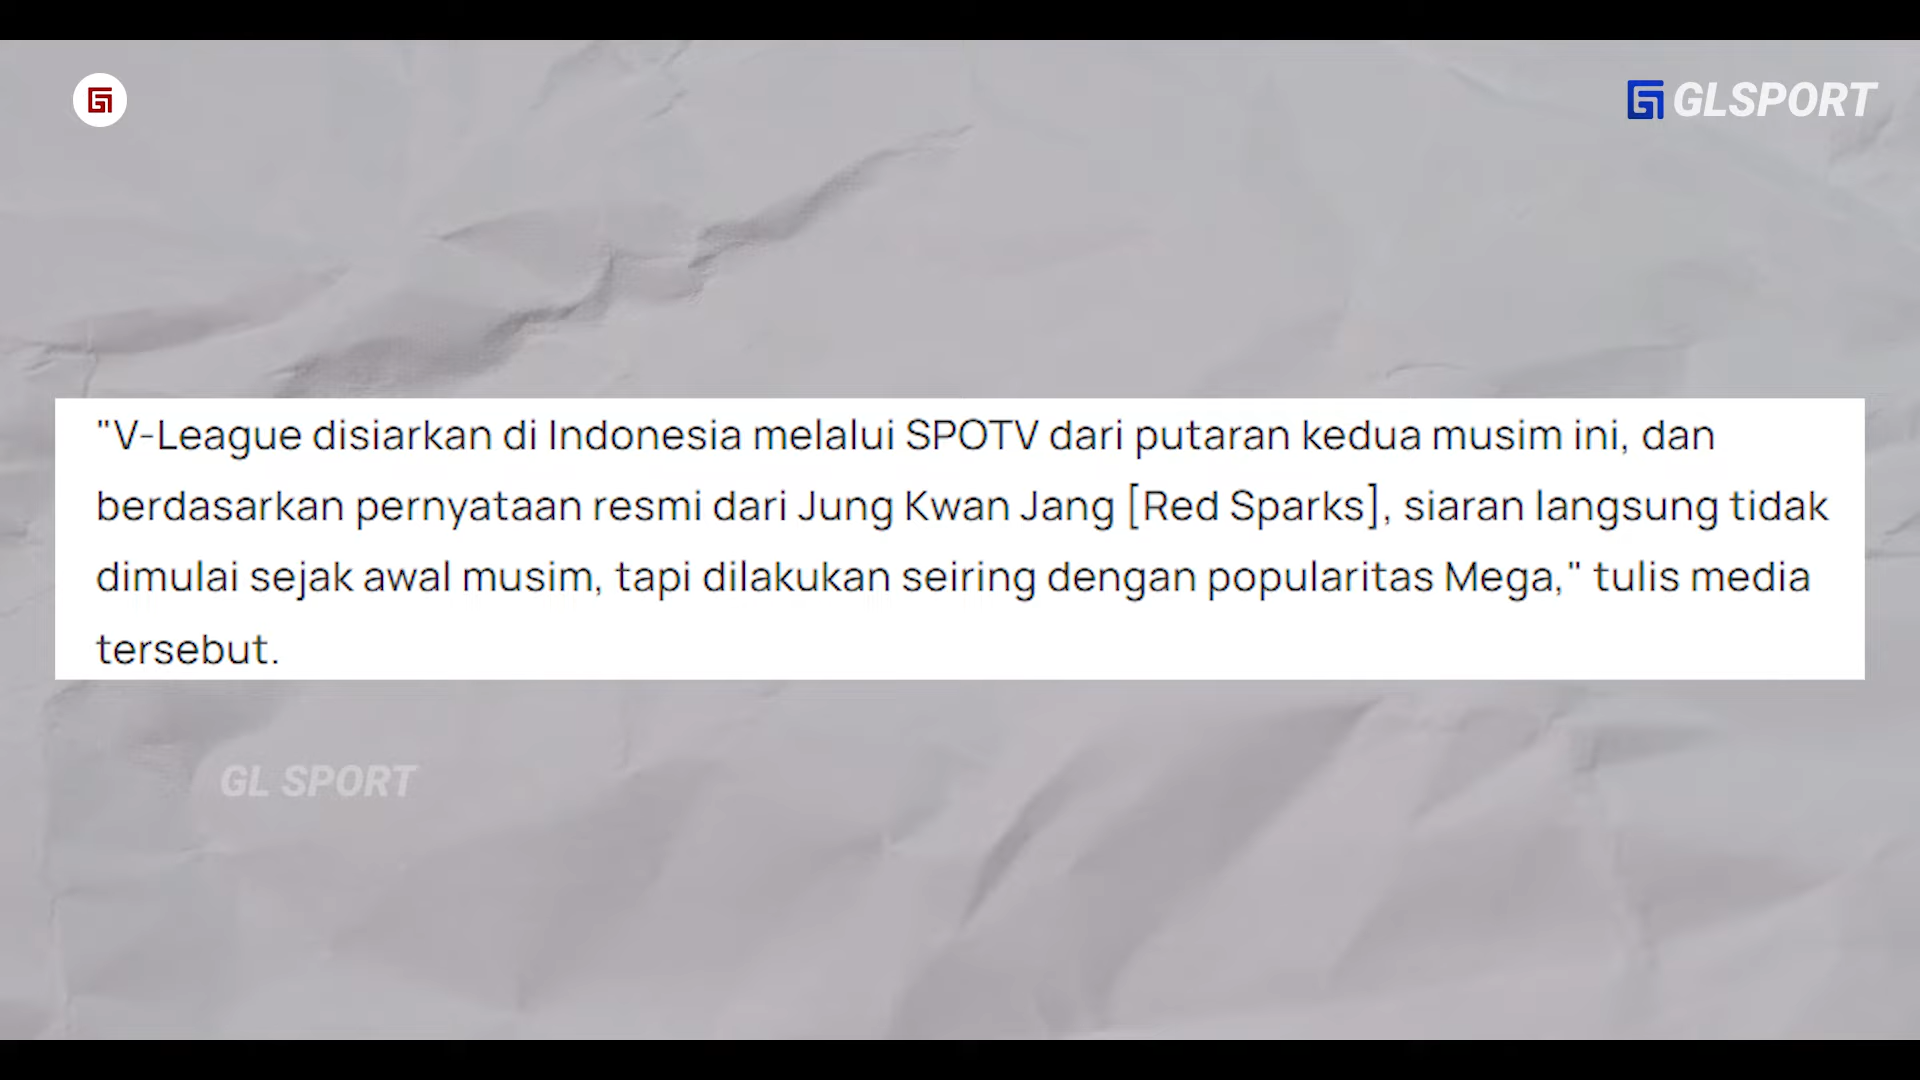 GLSPORT
"V-League disiarkan di Indonesia melalui SPOTV dari putaran kedua musim ini, dan
berdasarkan pernyataan resmi dari Jung Kwan Jang [Red Sparks], siaran langsung tidak
dimulai sejak awal musim, tapi dilakukan seiring dengan popularitas Mega," tulis media
tersebut.
GL SPORT